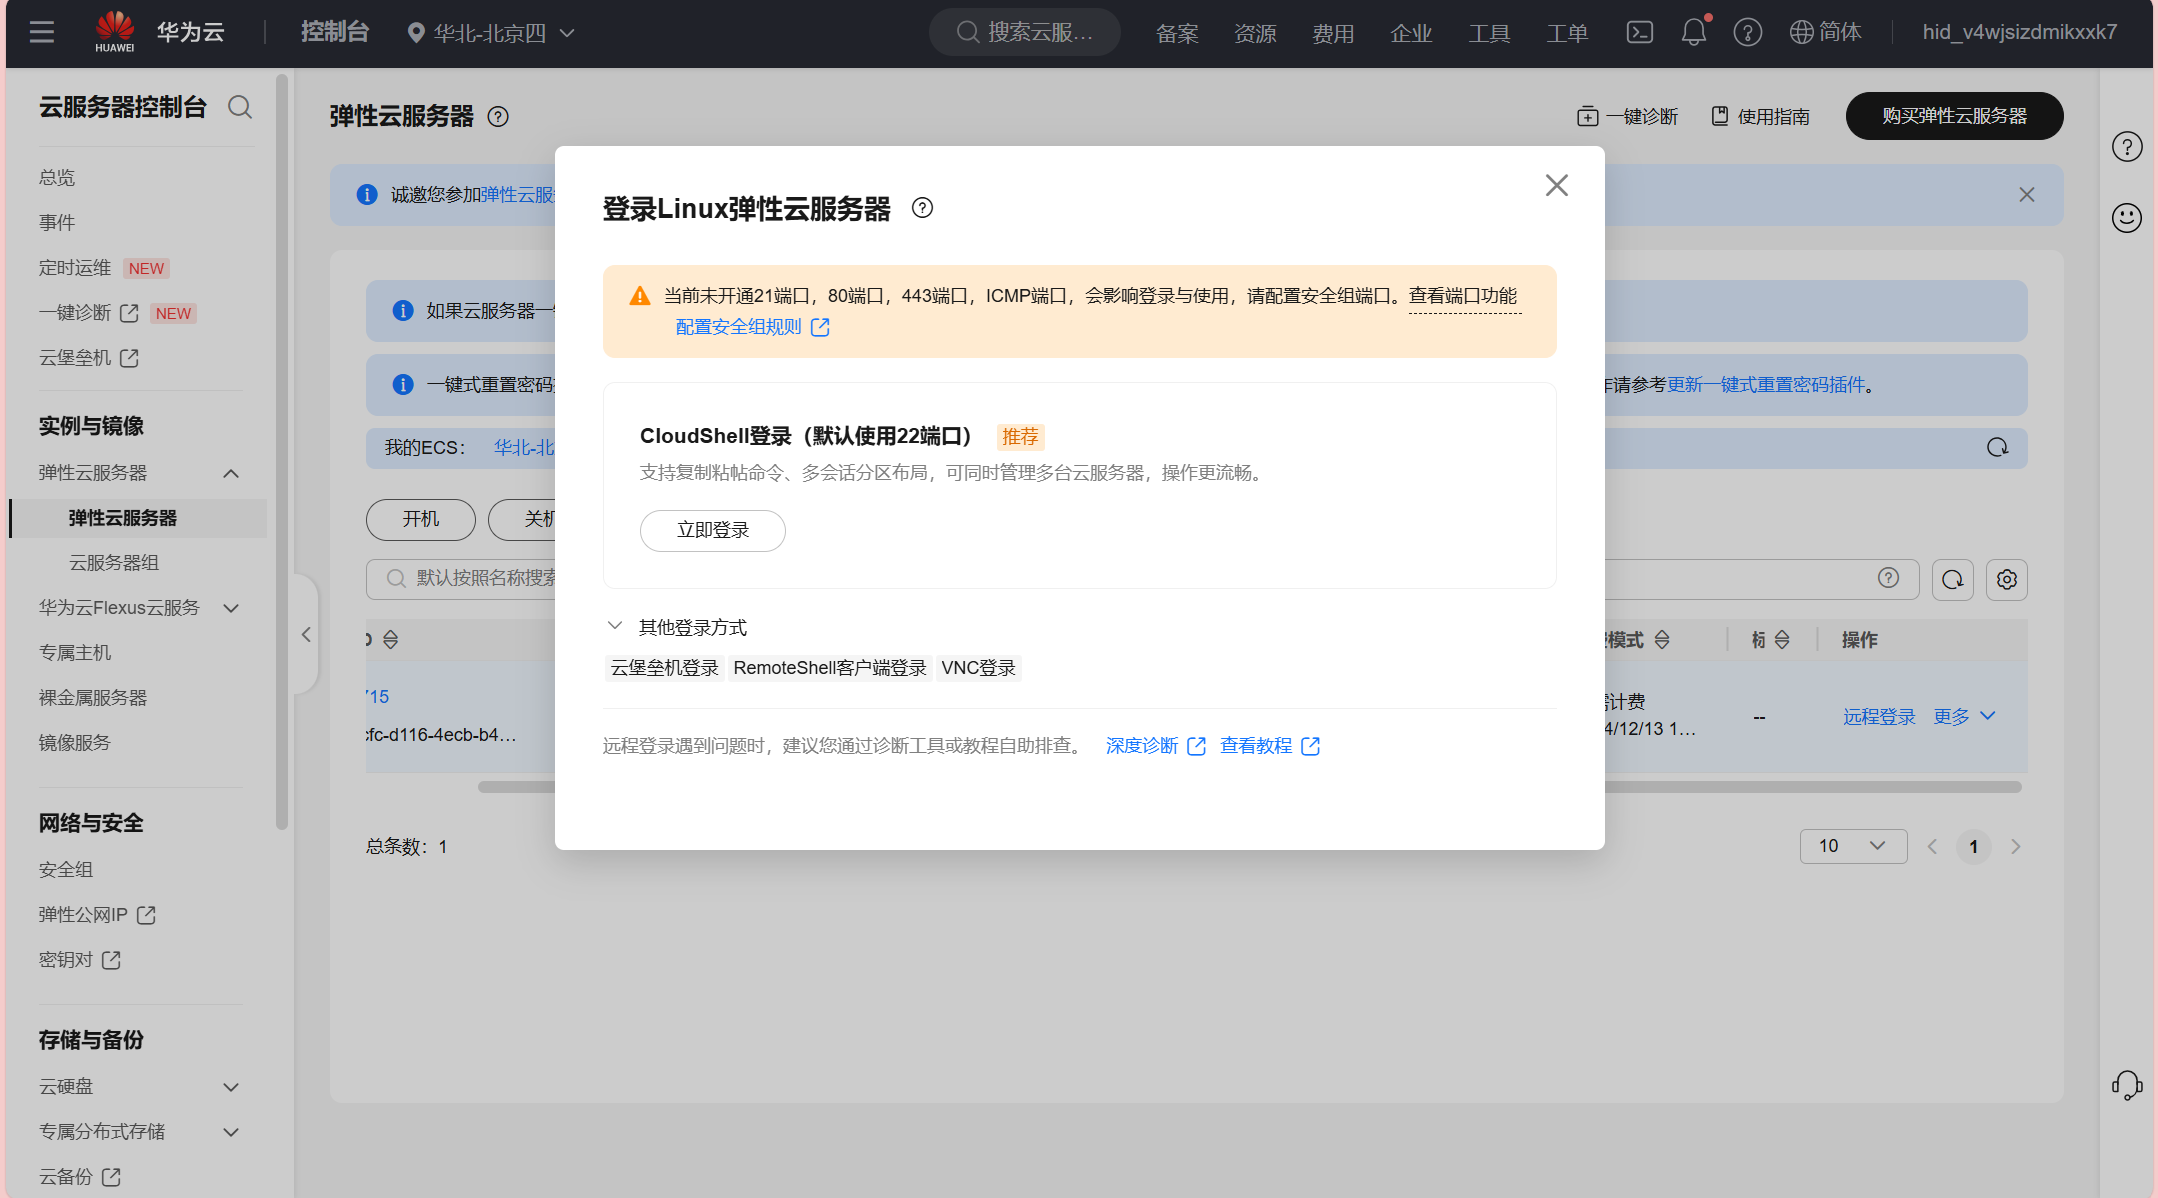 HUAWEI
华为云
控制台
华北-北京四
搜索云服...
备案
资源
费用
企业
工具
工单
简体
hid_v4wjsizdmikxxk7
云服务器控制台
总览
事件
定时运维 NEW
一键诊断 NEW
云堡垒机
实例与镜像
弹性云服务器
弹性云服务器
云服务器组
华为云Flexus云服务
专属主机
裸金属服务器
镜像服务
网络与安全
安全组
弹性公网IP
密钥对
存储与备份
云硬盘
专属分布式存储
云备份
弹性云服务器
一键诊断
使用指南
购买弹性云服务器
诚邀您参加弹性云服
如果云服务器一
一键式重置密码
请参考更新一键式重置密码插件。
我的ECS：
华北-北
开机
关机
默认按照名称搜索
模式
标
操作
715
cfc-d116-4ecb-b4...
计费
4/12/13 1...
--
远程登录
更多
总条数：1
10
1
登录Linux弹性云服务器
当前未开通21端口，80端口，443端口，ICMP端口，会影响登录与使用，请配置安全组端口。查看端口功能
配置安全组规则
CloudShell登录（默认使用22端口） 推荐
支持复制粘帖命令、多会话分区布局，可同时管理多台云服务器，操作更流畅。
立即登录
其他登录方式
云堡垒机登录 RemoteShell客户端登录 VNC登录
远程登录遇到问题时，建议您通过诊断工具或教程自助排查。 深度诊断 查看教程